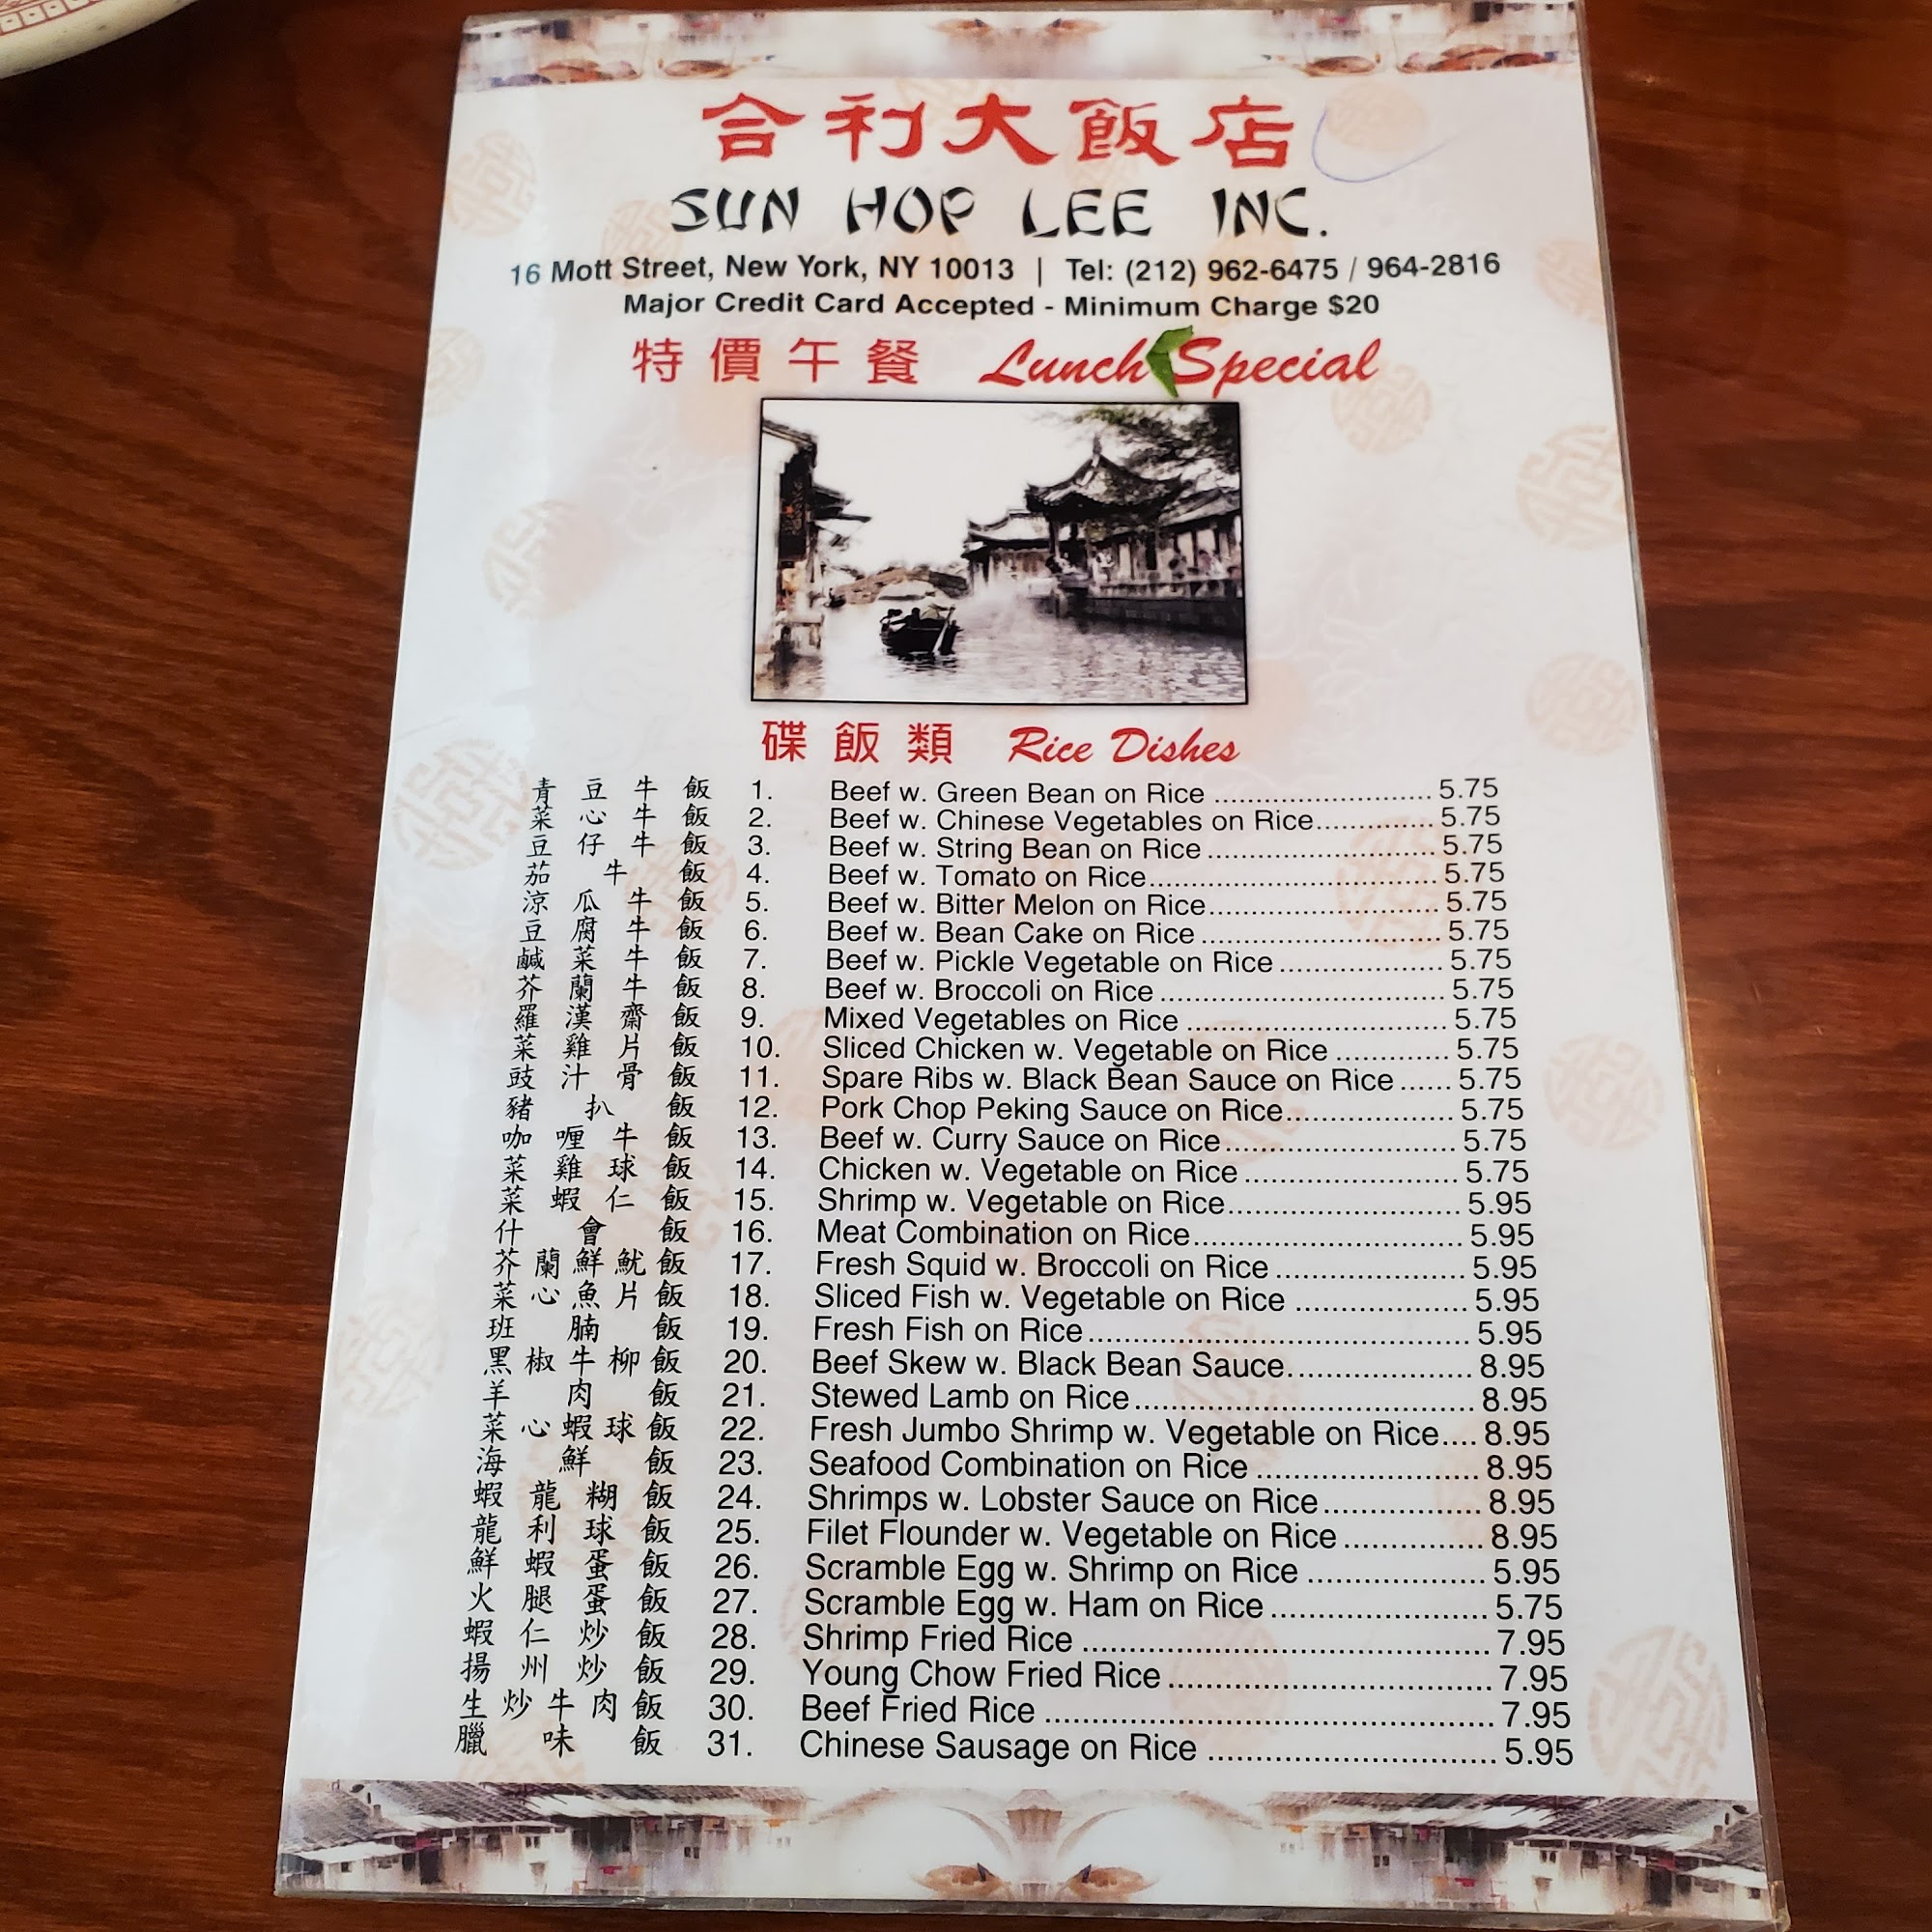 合利大飯店
SUN HOP LEE INC.
16 Mott Street, New York, NY 10013 | Tel: (212) 962-6475 / 964-2816
Major Credit Card Accepted - Minimum Charge $20
特價午餐 Lunch Special
碟飯類 Rice Dishes
青豆牛飯 1. Beef w. Green Bean on Rice 5.75
菜心牛飯 2. Beef w. Chinese Vegetables on Rice 5.75
豆仔牛飯 3. Beef w. String Bean on Rice 5.75
茄牛飯 4. Beef w. Tomato on Rice 5.75
涼瓜牛飯 5. Beef w. Bitter Melon on Rice 5.75
豆腐牛飯 6. Beef w. Bean Cake on Rice 5.75
鹹菜牛飯 7. Beef w. Pickle Vegetable on Rice 5.75
芥蘭牛飯 8. Beef w. Broccoli on Rice 5.75
羅漢齋飯 9. Mixed Vegetables on Rice 5.75
菜雞片飯 10. Sliced Chicken w. Vegetable on Rice 5.75
豉汁骨飯 11. Spare Ribs w. Black Bean Sauce on Rice 5.75
豬扒飯 12. Pork Chop Peking Sauce on Rice 5.75
咖喱牛飯 13. Beef w. Curry Sauce on Rice 5.75
菜雞球飯 14. Chicken w. Vegetable on Rice 5.75
菜蝦仁飯 15. Shrimp w. Vegetable on Rice 5.95
什會飯 16. Meat Combination on Rice 5.95
芥蘭鮮魷飯 17. Fresh Squid w. Broccoli on Rice 5.95
菜心魚片飯 18. Sliced Fish w. Vegetable on Rice 5.95
班腩飯 19. Fresh Fish on Rice 5.95
黑椒牛柳飯 20. Beef Skew w. Black Bean Sauce 8.95
羊肉飯 21. Stewed Lamb on Rice 8.95
菜心蝦球飯 22. Fresh Jumbo Shrimp w. Vegetable on Rice 8.95
海鮮飯 23. Seafood Combination on Rice 8.95
蝦龍糊飯 24. Shrimps w. Lobster Sauce on Rice 8.95
龍利球飯 25. Filet Flounder w. Vegetable on Rice 8.95
鮮蝦蛋飯 26. Scramble Egg w. Shrimp on Rice 5.95
火腿蛋飯 27. Scramble Egg w. Ham on Rice 5.75
蝦仁炒飯 28. Shrimp Fried Rice 7.95
揚州炒飯 29. Young Chow Fried Rice 7.95
生炒牛肉飯 30. Beef Fried Rice 7.95
臘味飯 31. Chinese Sausage on Rice 5.95